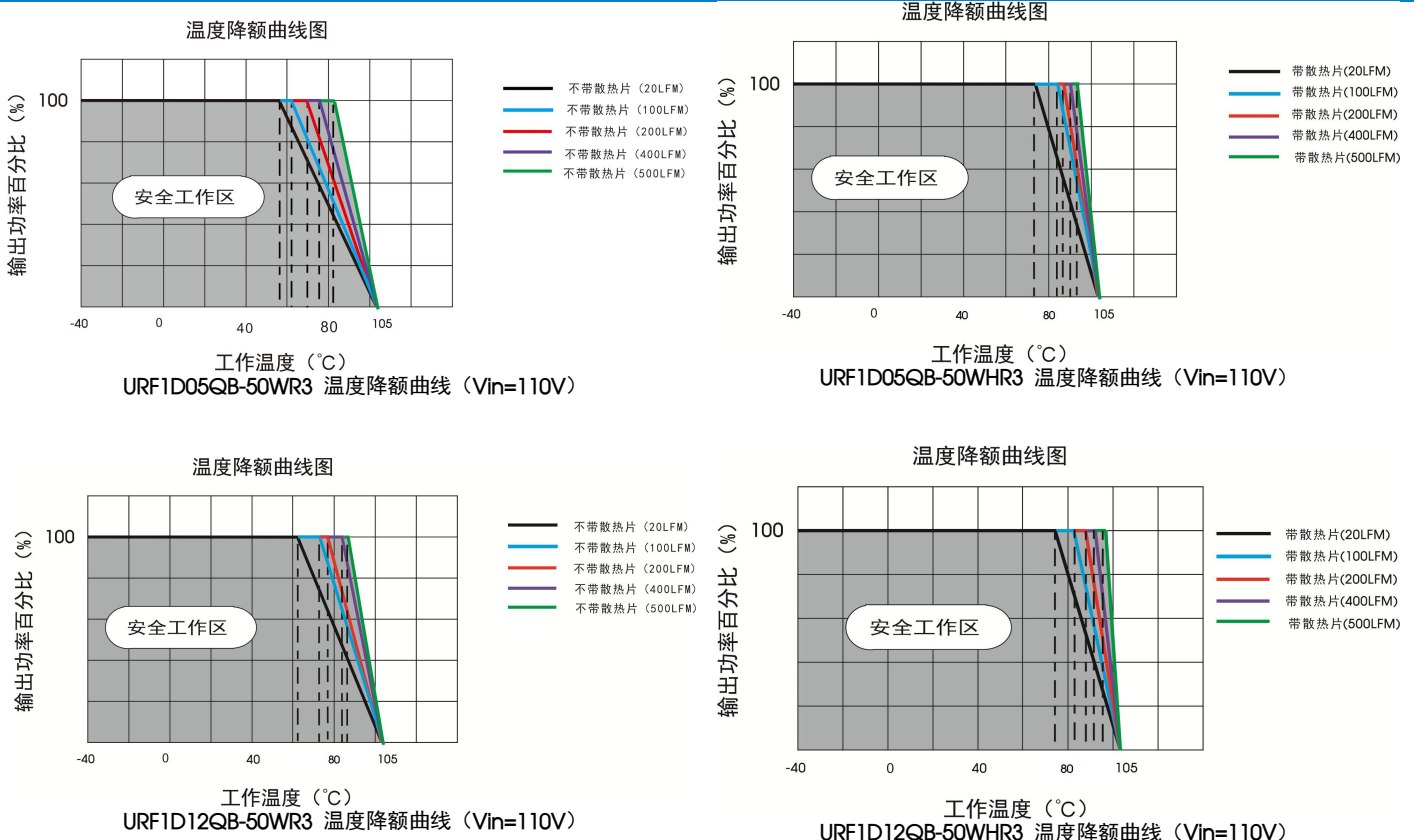 温度降额曲线图
输出功率百分比（%）
100
安全工作区
不带散热片（20LFM）
不带散热片（100LFM）
不带散热片（200LFM）
不带散热片（400LFM）
不带散热片（500LFM）
-40 0 40 80 105
工作温度（℃）
URF1D05QB-50WR3 温度降额曲线（Vin=110V）
温度降额曲线图
输出功率百分比（%）
100
安全工作区
带散热片(20LFM)
带散热片(100LFM)
带散热片(200LFM)
带散热片(400LFM)
带散热片(500LFM)
-40 0 40 80 105
工作温度（℃）
URF1D05QB-50WHR3 温度降额曲线（Vin=110V）
温度降额曲线图
输出功率百分比（%）
100
安全工作区
不带散热片（20LFM）
不带散热片（100LFM）
不带散热片（200LFM）
不带散热片（400LFM）
不带散热片（500LFM）
-40 0 40 80 105
工作温度（℃）
URF1D12QB-50WR3 温度降额曲线（Vin=110V）
温度降额曲线图
输出功率百分比（%）
100
安全工作区
带散热片(20LFM)
带散热片(100LFM)
带散热片(200LFM)
带散热片(400LFM)
带散热片(500LFM)
-40 0 40 80 105
工作温度（℃）
URF1D12QB-50WHR3 温度降额曲线（Vin=110V）